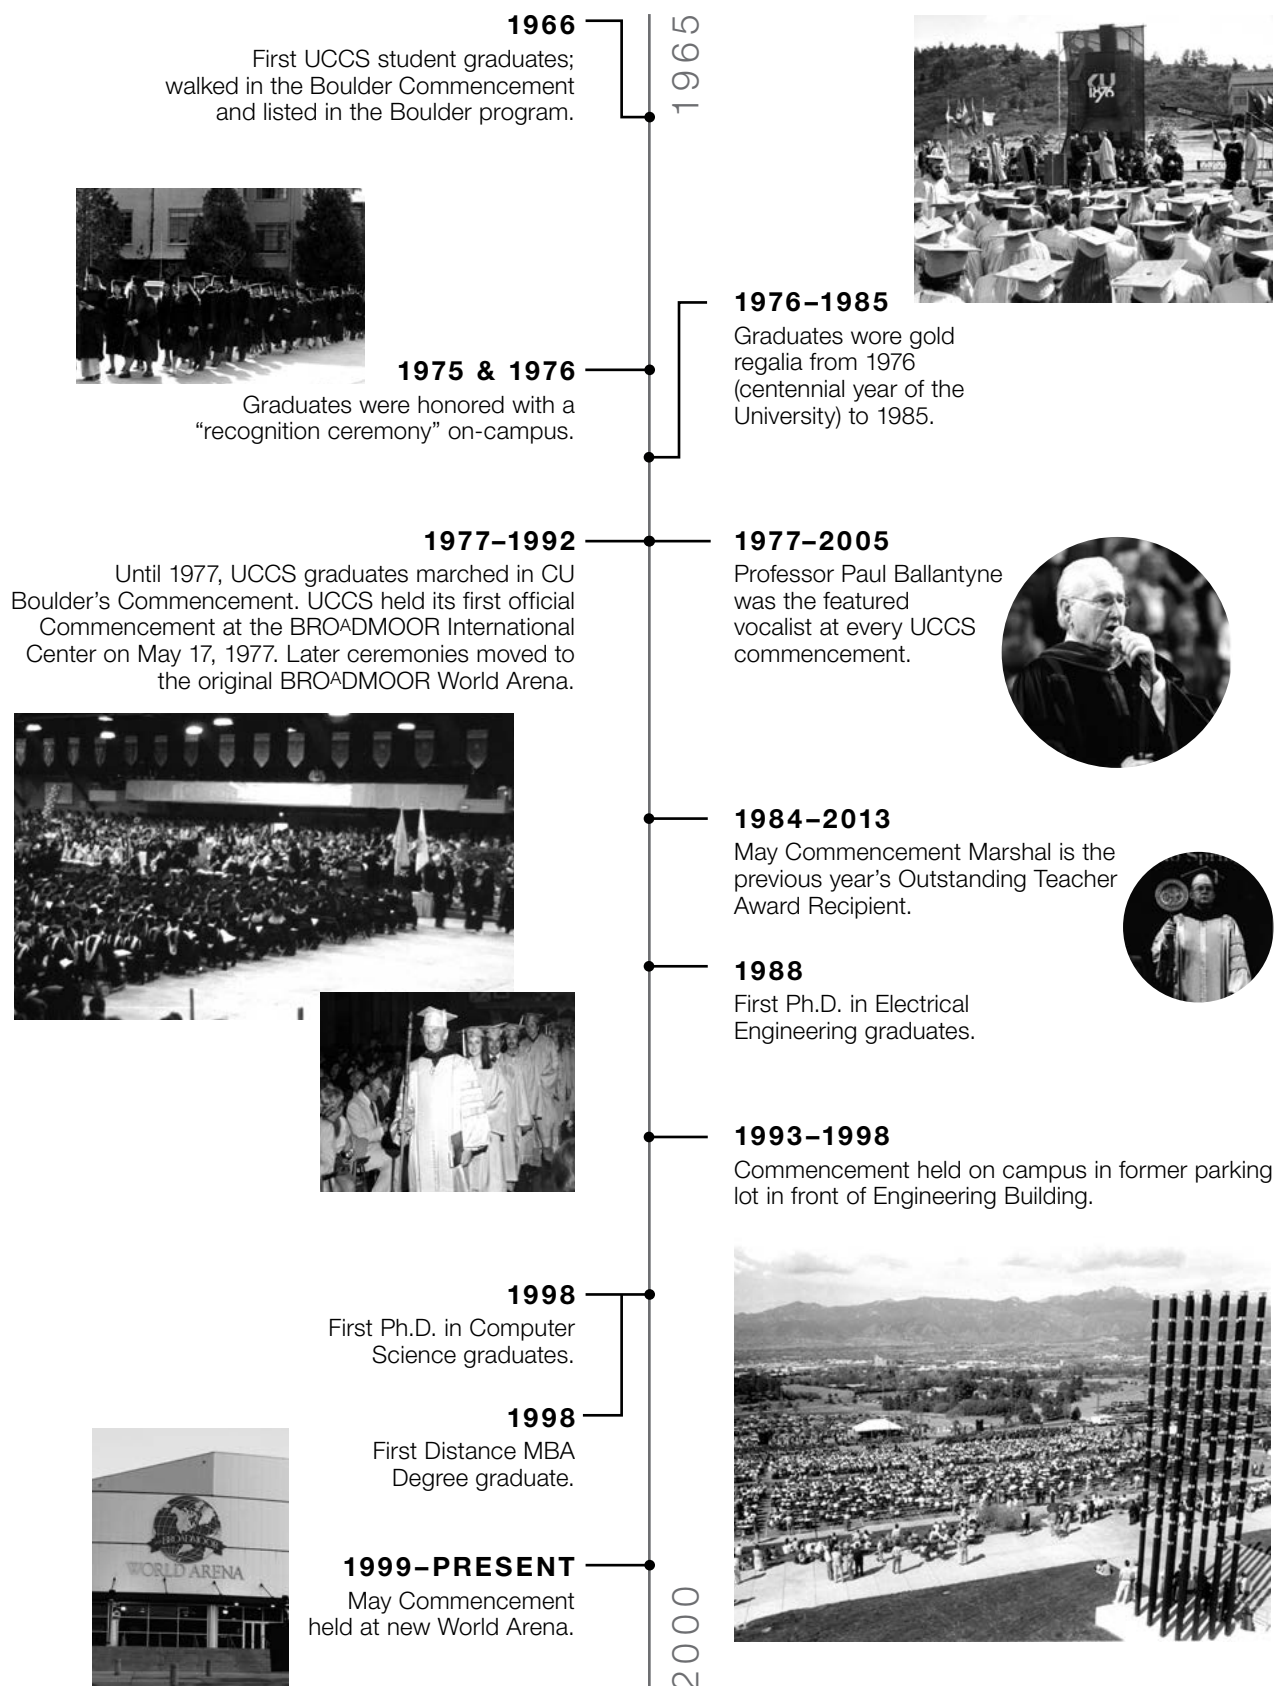 1965
1966
First UCCS student graduates;
walked in the Boulder Commencement
and listed in the Boulder program.
CU
1975 & 1976
Graduates were honored with a
“recognition ceremony” on-campus.
1976–1985
Graduates wore gold
regalia from 1976
(centennial year of the
University) to 1985.
1977–1992
Until 1977, UCCS graduates marched in CU
Boulder’s Commencement. UCCS held its first official
Commencement at the BROADMOOR International
Center on May 17, 1977. Later ceremonies moved to
the original BROADMOOR World Arena.
1977–2005
Professor Paul Ballantyne
was the featured
vocalist at every UCCS
commencement.
1984–2013
May Commencement Marshal is the
previous year’s Outstanding Teacher
Award Recipient.
1988
First Ph.D. in Electrical
Engineering graduates.
1993–1998
Commencement held on campus in former parking
lot in front of Engineering Building.
1998
First Ph.D. in Computer
Science graduates.
1998
First Distance MBA
Degree graduate.
BROADMOOR
WORLD ARENA
1999–PRESENT
May Commencement
held at new World Arena.
2000